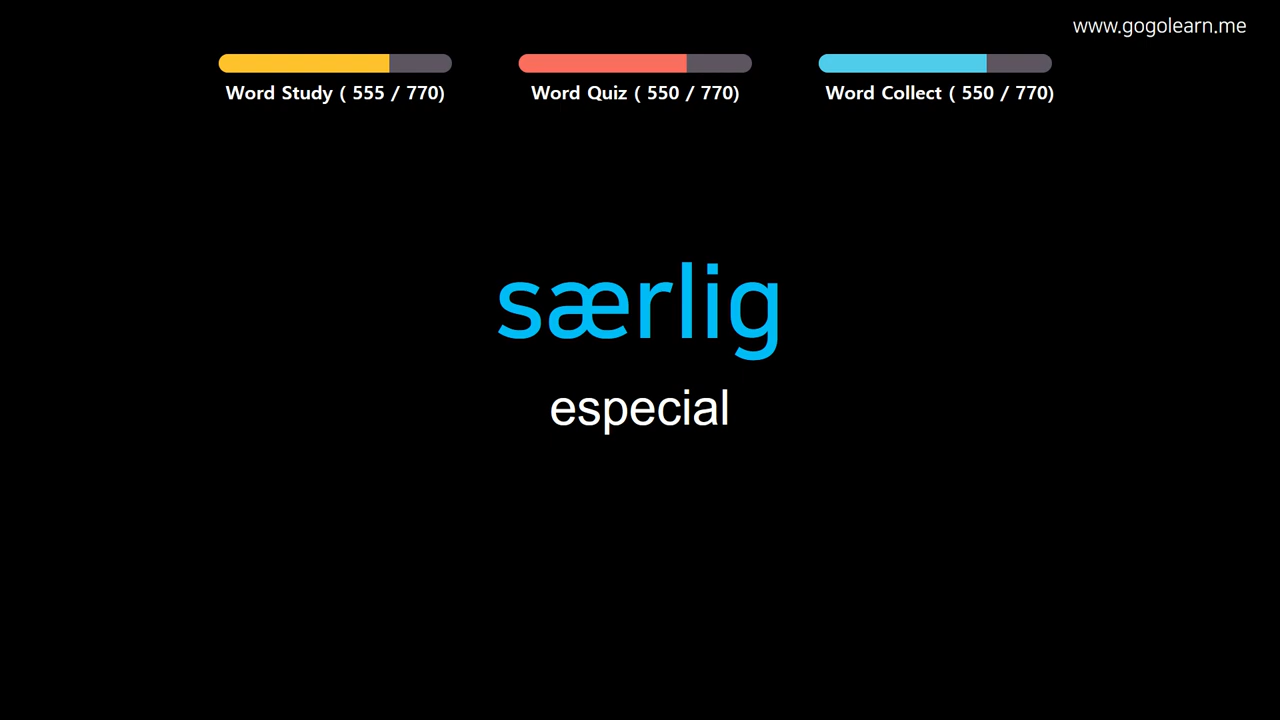 www.gogolearn.me
Word Study ( 555 / 770)
Word Quiz ( 550 / 770)
Word Collect ( 550 / 770)
særlig
especial